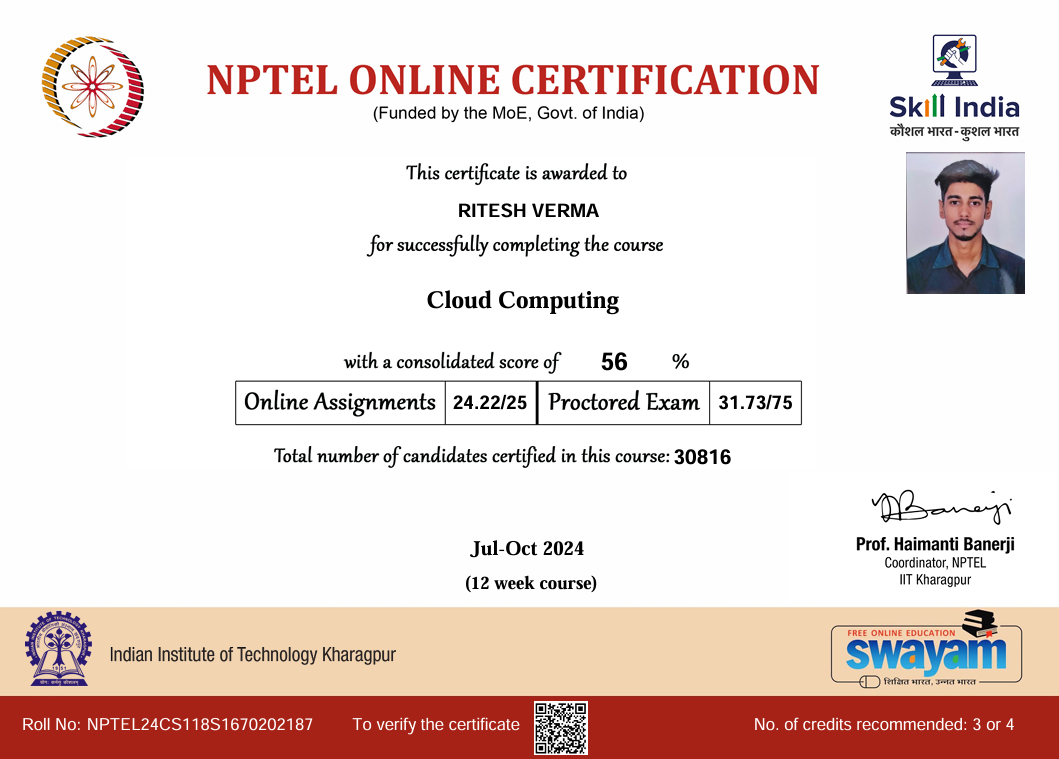 NPTEL ONLINE CERTIFICATION
(Funded by the MoE, Govt. of India)
Skill India
कौशल भारत - कुशल भारत
This certificate is awarded to
RITESH VERMA
for successfully completing the course
Cloud Computing
with a consolidated score of 56 %
Online Assignments 24.22/25 Proctored Exam 31.73/75
Total number of candidates certified in this course: 30816
Banerji
Prof. Haimanti Banerji
Coordinator, NPTEL
IIT Kharagpur
Jul-Oct 2024
(12 week course)
Indian Institute of Technology Kharagpur
1951
FREE ONLINE EDUCATION
swayam
शिक्षित भारत, उन्नत भारत
Roll No: NPTEL24CS118S1670202187 To verify the certificate No. of credits recommended: 3 or 4